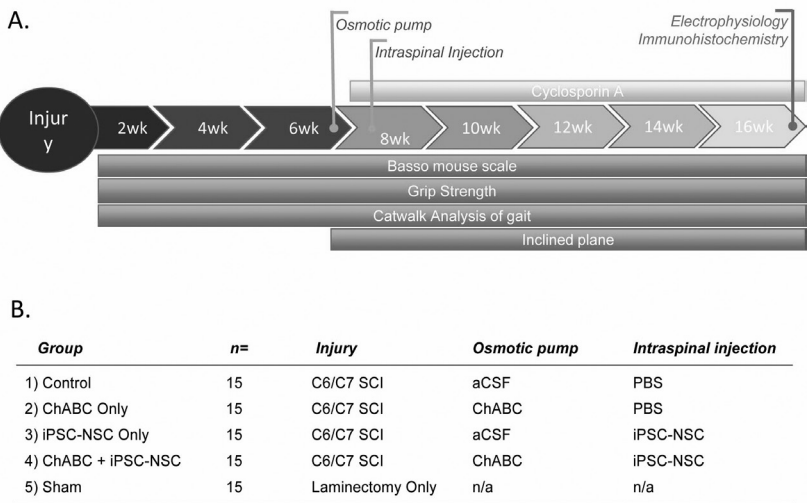 A.
Osmotic pump
Intraspinal Injection
Electrophysiology
Immunohistochemistry
Cyclosporin A
Injur
y
2wk 4wk 6wk 8wk 10wk 12wk 14wk 16wk
Basso mouse scale
Grip Strength
Catwalk Analysis of gait
Inclined plane
B.
Group n= Injury Osmotic pump Intraspinal injection
1) Control 15 C6/C7 SCI aCSF PBS
2) ChABC Only 15 C6/C7 SCI ChABC PBS
3) iPSC-NSC Only 15 C6/C7 SCI aCSF iPSC-NSC
4) ChABC + iPSC-NSC 15 C6/C7 SCI ChABC iPSC-NSC
5) Sham 15 Laminectomy Only n/a n/a